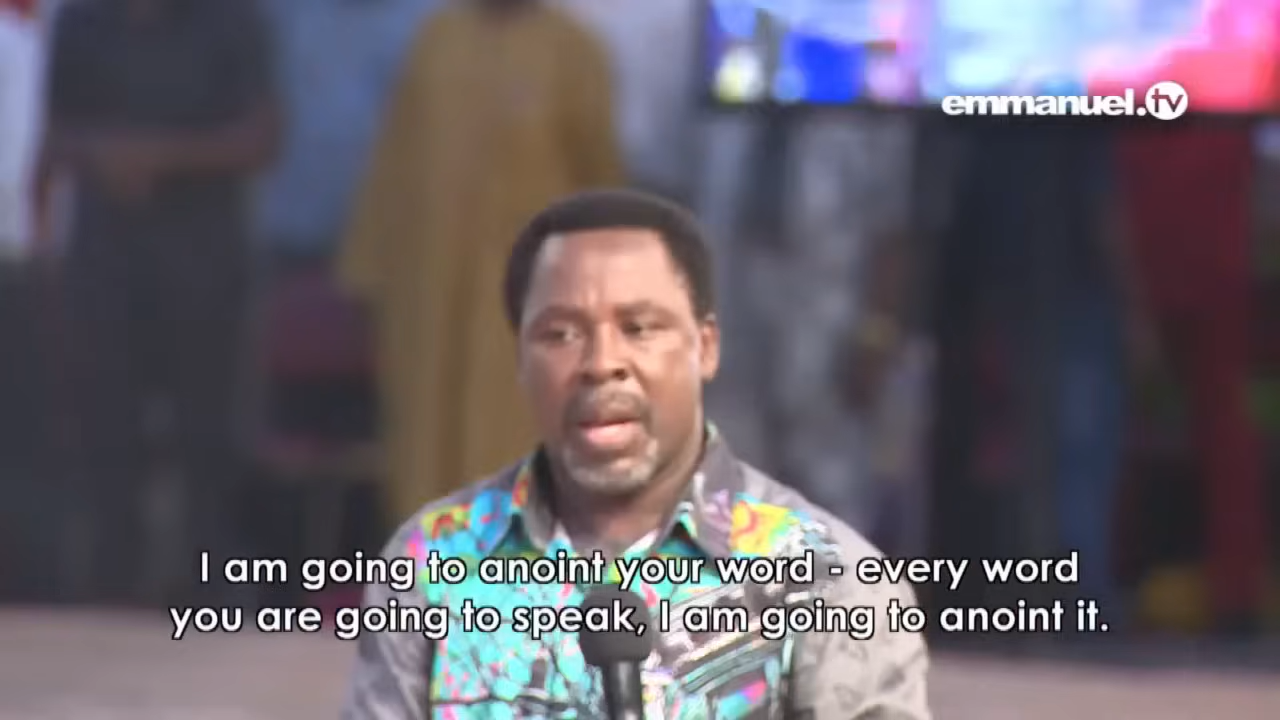 emmanuel.tv
I am going to anoint your word - every word
you are going to speak, I am going to anoint it.